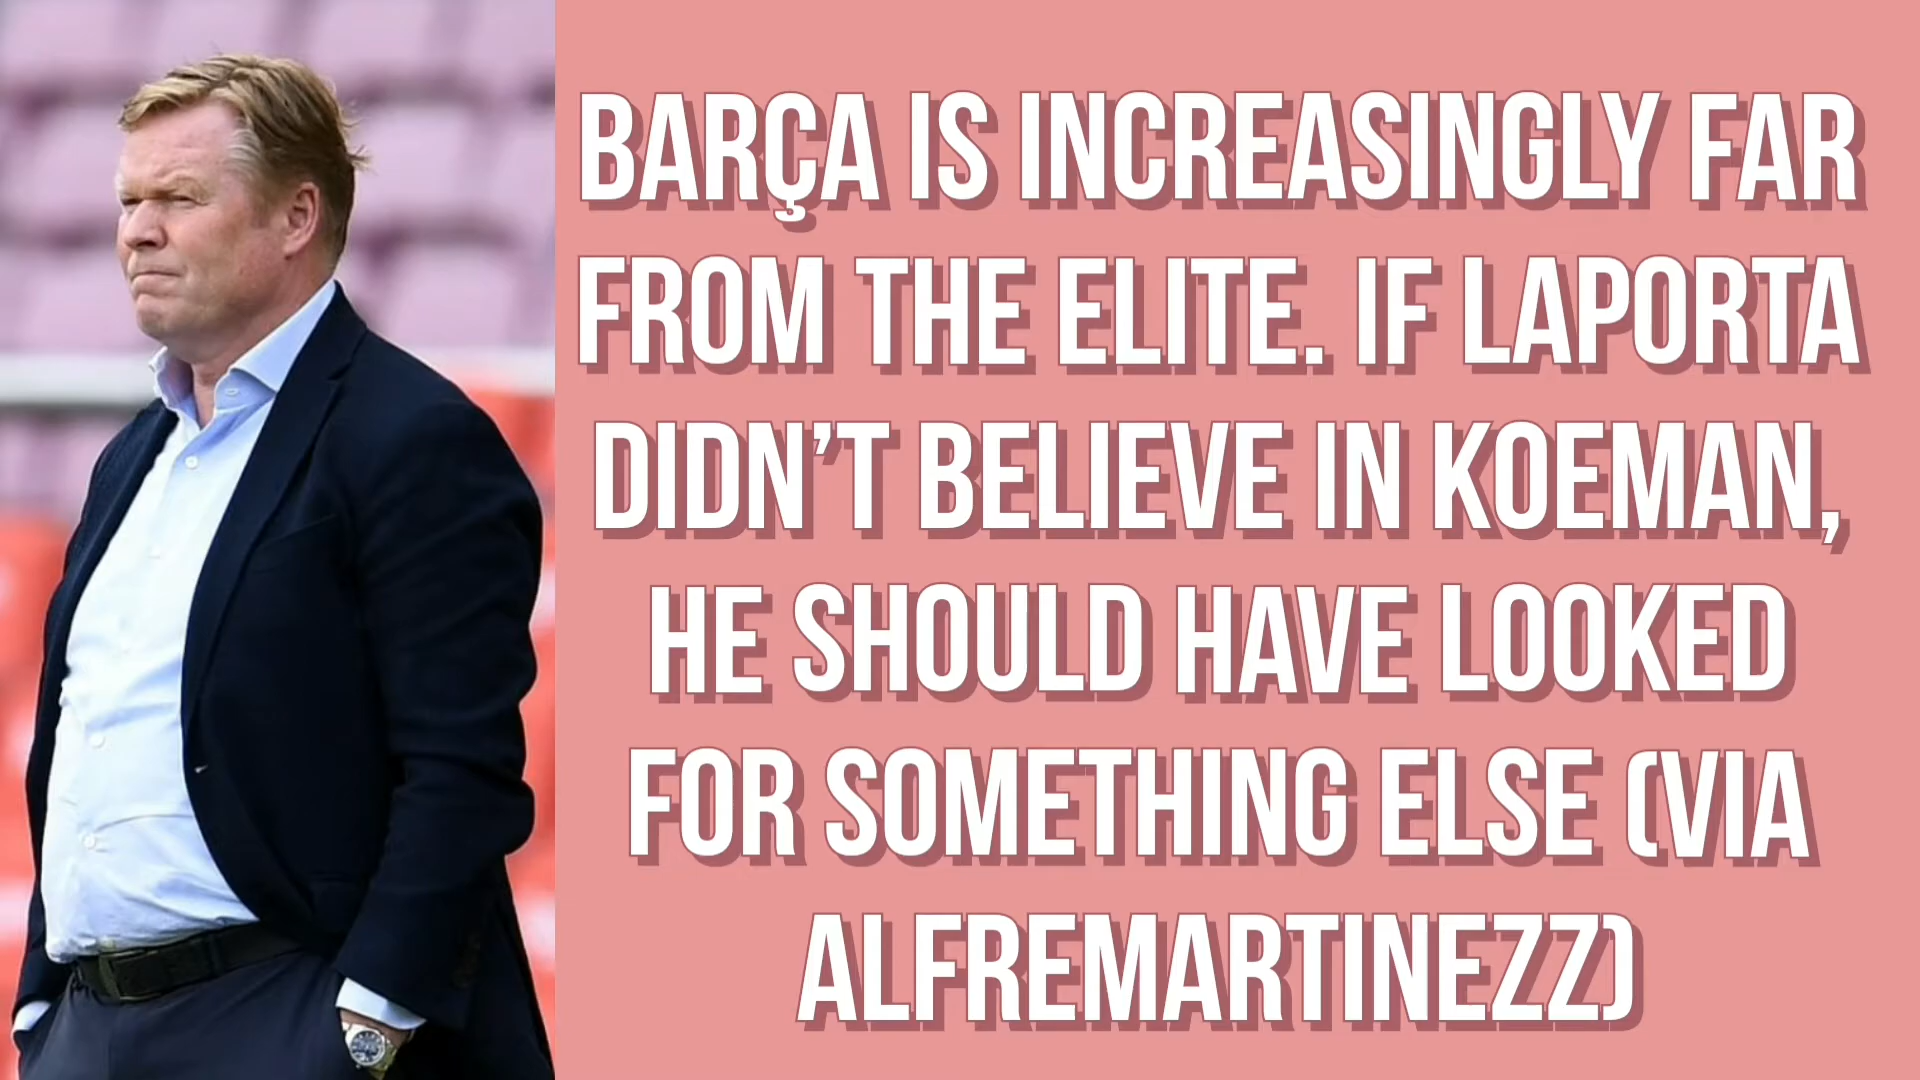 BARÇA IS INCREASINGLY FAR
FROM THE ELITE. IF LAPORTA
DIDN’T BELIEVE IN KOEMAN,
HE SHOULD HAVE LOOKED
FOR SOMETHING ELSE (VIA
ALFREMARTINEZZ)